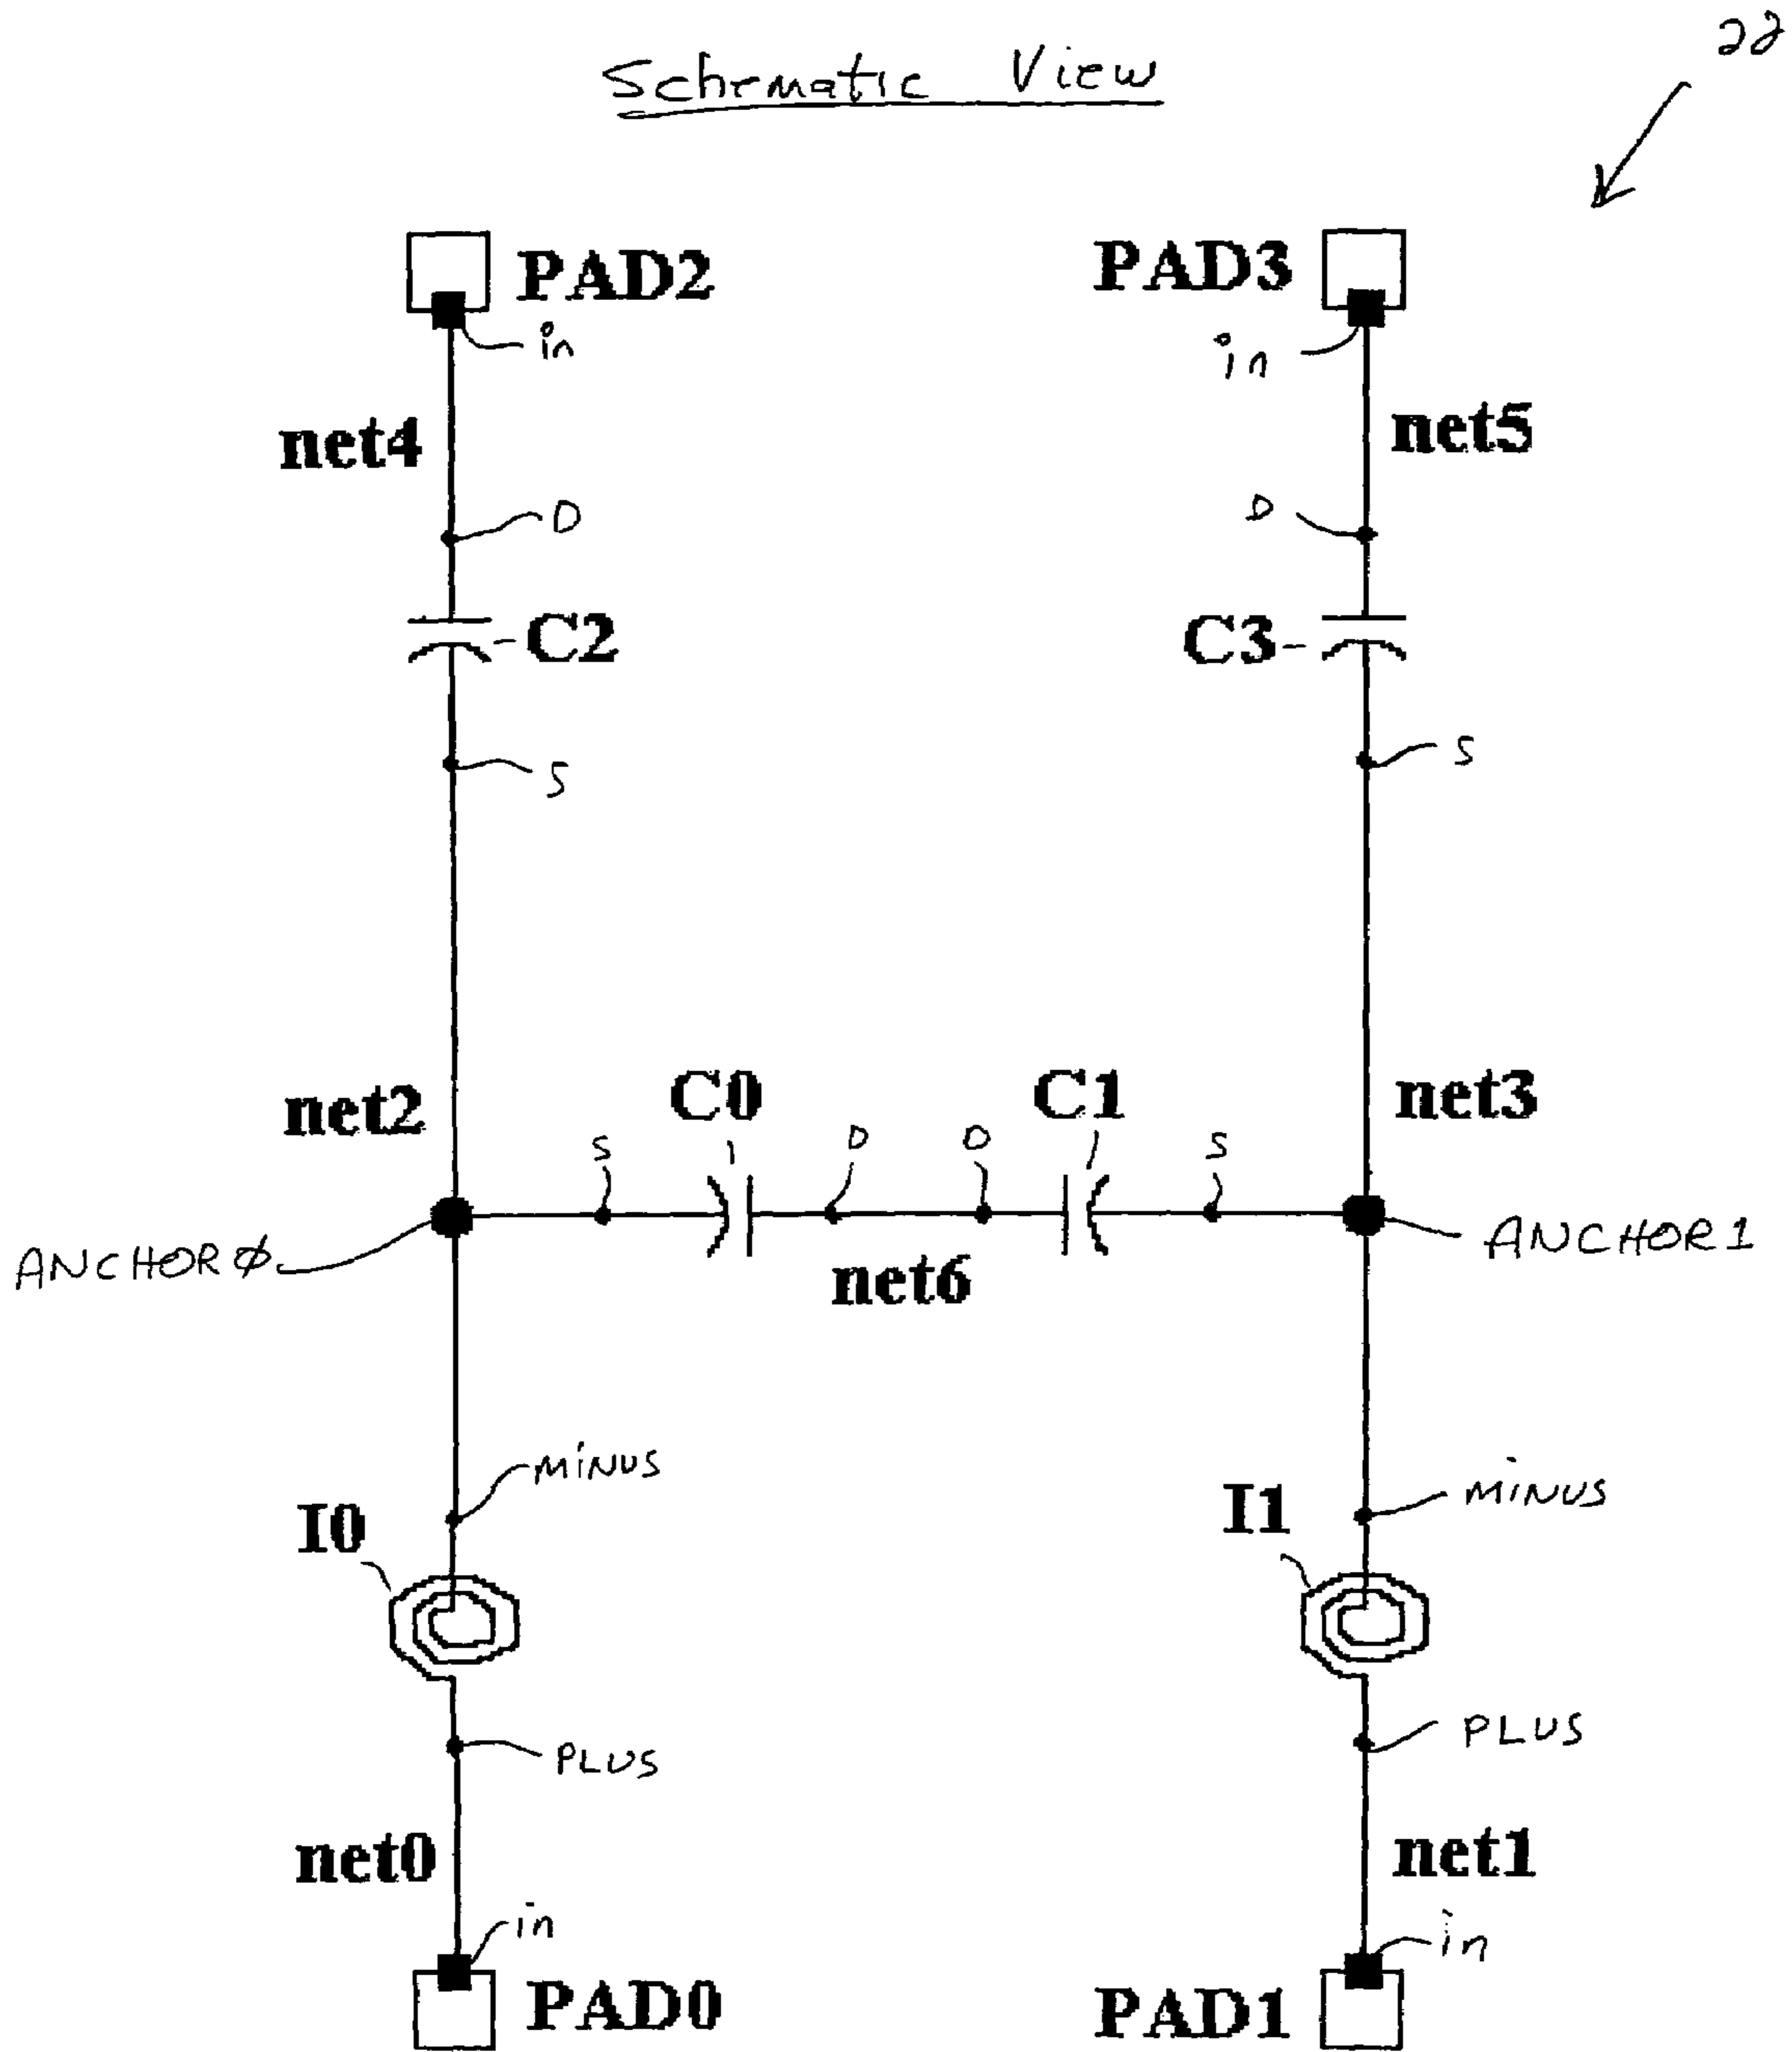 22
Schematic View
PAD2
PAD3
in
in
net4
net5
D
D
C2
C3
S
S
net2
C0
C1
net3
S
D
D
S
ANCHOR0
ANCHOR1
net6
MINUS
I0
I1
MINUS
PLUS
PLUS
net0
net1
in
in
PAD0
PAD1